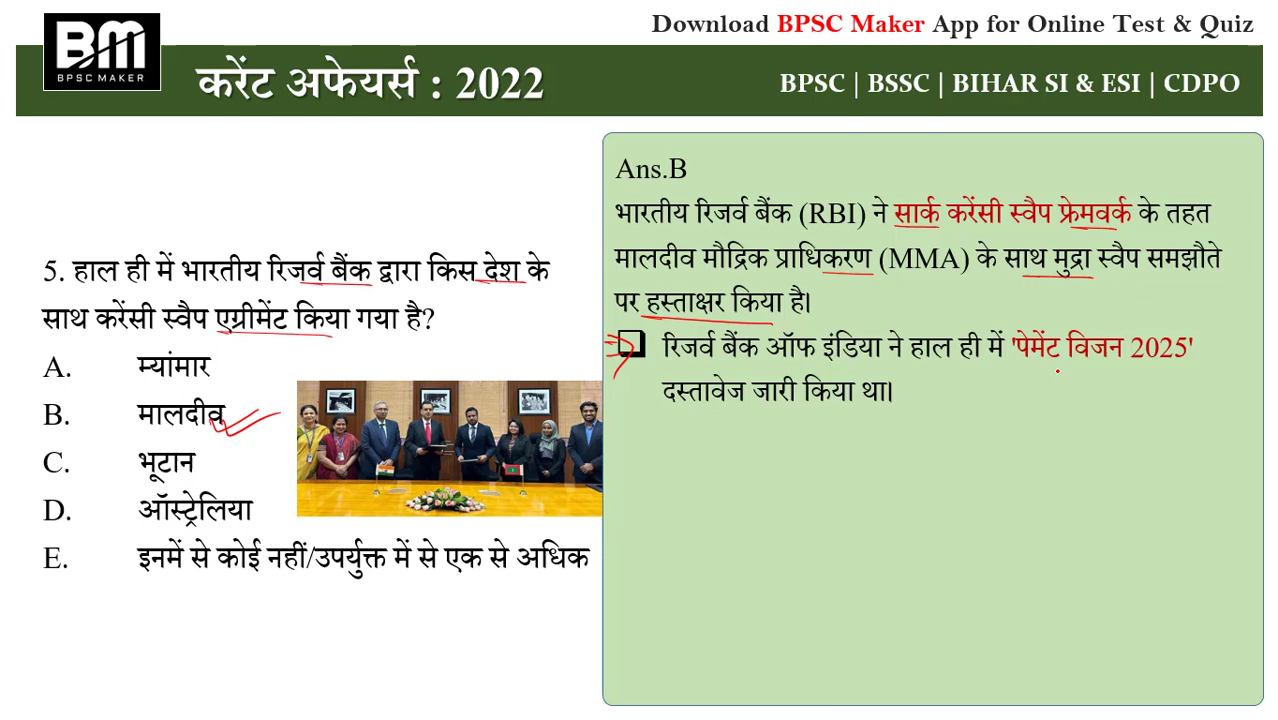 Download BPSC Maker App for Online Test & Quiz
BM
BPSC MAKER
करेंट अफेयर्स : 2022
BPSC | BSSC | BIHAR SI & ESI | CDPO
5. हाल ही में भारतीय रिजर्व बैंक द्वारा किस देश के
साथ करेंसी स्वैप एग्रीमेंट किया गया है?
A. म्यांमार
B. मालदीव
C. भूटान
D. ऑस्ट्रेलिया
E. इनमें से कोई नहीं/उपर्युक्त में से एक से अधिक
Ans.B
भारतीय रिजर्व बैंक (RBI) ने सार्क करेंसी स्वैप फ्रेमवर्क के तहत
मालदीव मौद्रिक प्राधिकरण (MMA) के साथ मुद्रा स्वैप समझौते
पर हस्ताक्षर किया है।
रिजर्व बैंक ऑफ इंडिया ने हाल ही में 'पेमेंट विजन 2025'
दस्तावेज जारी किया था।